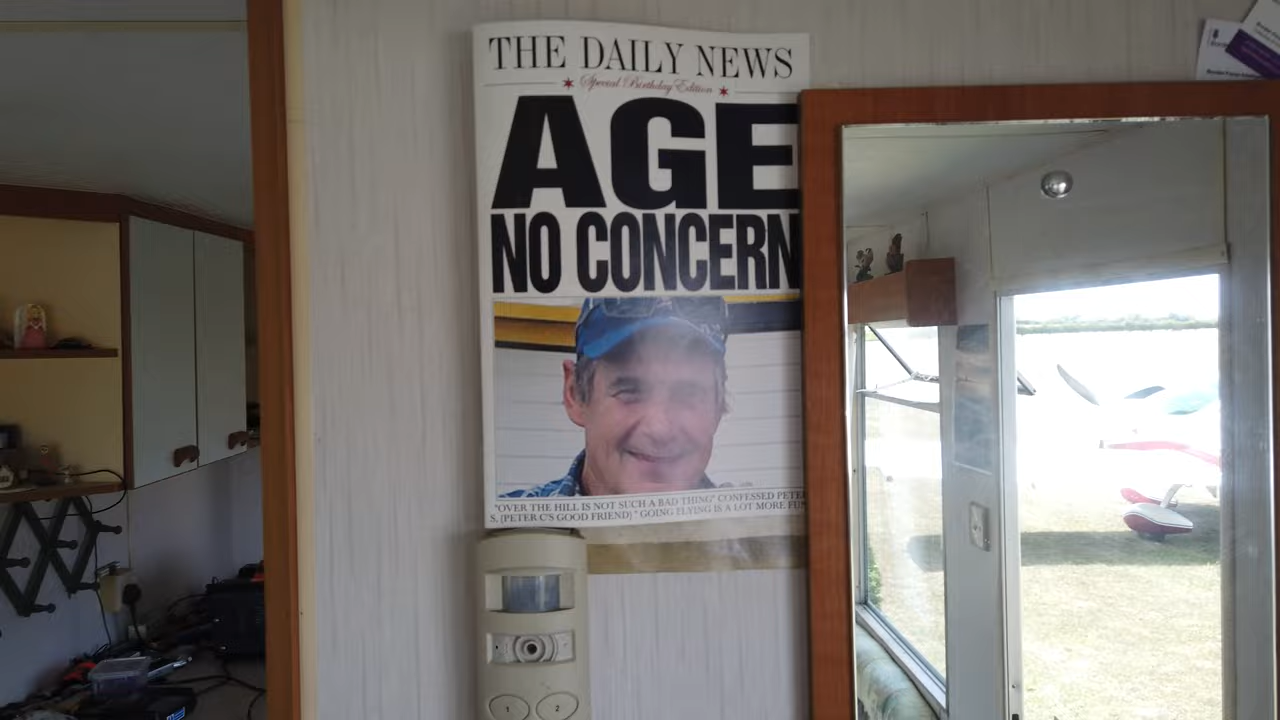 THE DAILY NEWS
Special Birthday Edition
AGE
NO CONCERN
"OVER THE HILL IS NOT SUCH A BAD THING" CONFESSED PETER
S. [PETER C'S GOOD FRIEND] " GOING FLYING IS A LOT MORE FUN
1 2